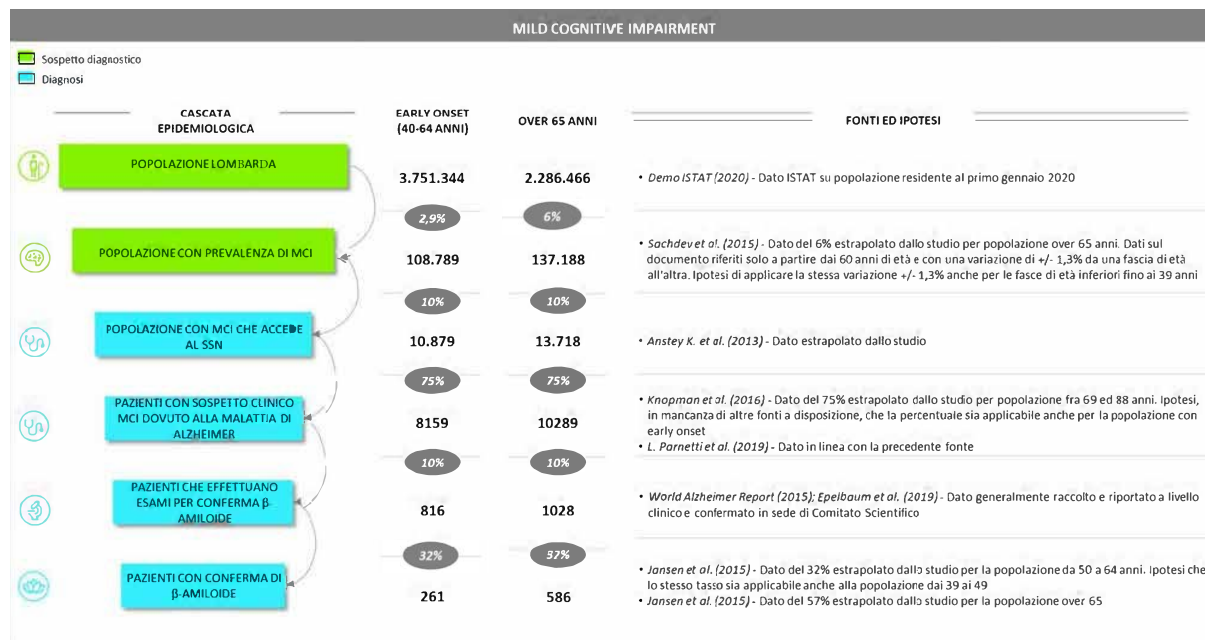 MILD COGNITIVE IMPAIRMENT
Sospetto diagnostico
Diagnosi
CASCATA
EPIDEMIOLOGICA
EARLY ONSET
(40-64 ANNI)
OVER 65 ANNI
FONTI ED IPOTESI
POPOLAZIONE LOMBARDA
3.751.344
2.286.466
• Demo ISTAT (2020) - Dato ISTAT su popolazione residente al primo gennaio 2020
2,9%
6%
POPOLAZIONE CON PREVALENZA DI MCI
108.789
137.188
• Sachdev et al. (2015) - Dato del 6% estrapolato dallo studio per popolazione over 65 anni. Dati sul
documento riferiti solo a partire dai 60 anni di età e con una variazione di +/- 1,3% da una fascia di età
all'altra. Ipotesi di applicare la stessa variazione +/- 1,3% anche per le fasce di età inferiori fino ai 39 anni
10%
10%
POPOLAZIONE CON MCI CHE ACCEDE
AL SSN
10.879
13.718
• Anstey K. et al. (2013) - Dato estrapolato dallo studio
75%
75%
PAZIENTI CON SOSPETTO CLINICO
MCI DOVUTO ALLA MALATTIA DI
ALZHEIMER
8159
10289
• Knopman et al. (2016) - Dato del 75% estrapolato dallo studio per popolazione fra 69 ed 88 anni. Ipotesi,
in mancanza di altre fonti a disposizione, che la percentuale sia applicabile anche per la popolazione con
early onset
• L. Parnetti et al. (2019) - Dato in linea con la precedente fonte
10%
10%
PAZIENTI CHE EFFETTUANO
ESAMI PER CONFERMA β-
AMILOIDE
816
1028
• World Alzheimer Report (2015); Epelbaum et al. (2019) - Dato generalmente raccolto e riportato a livello
clinico e confermato in sede di Comitato Scientifico
32%
57%
PAZIENTI CON CONFERMA DI
β-AMILOIDE
261
586
• Jansen et al. (2015) - Dato del 32% estrapolato dallo studio per la popolazione da 50 a 64 anni. Ipotesi che
lo stesso tasso sia applicabile anche alla popolazione dai 39 ai 49
• Jansen et al. (2015) - Dato del 57% estrapolato dallo studio per la popolazione over 65